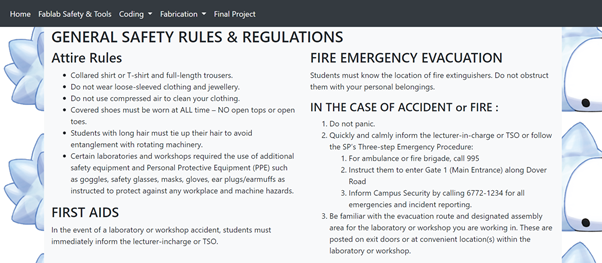 Home Fablab Safety & Tools Coding Fabrication Final Project
GENERAL SAFETY RULES & REGULATIONS
Attire Rules
Collared shirt or T-shirt and full-length trousers.
Do not wear loose-sleeved clothing and jewellery.
Do not use compressed air to clean your clothing.
Covered shoes must be worn at ALL time – NO open tops or open
toes.
Students with long hair must tie up their hair to avoid
entanglement with rotating machinery.
Certain laboratories and workshops required the use of additional
safety equipment and Personal Protective Equipment (PPE) such
as goggles, safety glasses, masks, gloves, ear plugs/earmuffs as
instructed to protect against any workplace and machine hazards.
FIRST AIDS
In the event of a laboratory or workshop accident, students must
immediately inform the lecturer-incharge or TSO.
FIRE EMERGENCY EVACUATION
Students must know the location of fire extinguishers. Do not obstruct
them with your personal belongings.
IN THE CASE OF ACCIDENT or FIRE :
1. Do not panic.
2. Quickly and calmly inform the lecturer-in-charge or TSO or follow
the SP's Three-step Emergency Procedure:
1. For ambulance or fire brigade, call 995
2. Instruct them to enter Gate 1 (Main Entrance) along Dover
Road
3. Inform Campus Security by calling 6772-1234 for all
emergencies and incident reporting.
3. Be familiar with the evacuation route and designated assembly
area for the laboratory or workshop you are working in. These are
posted on exit doors or at convenient location(s) within the
laboratory or workshop.